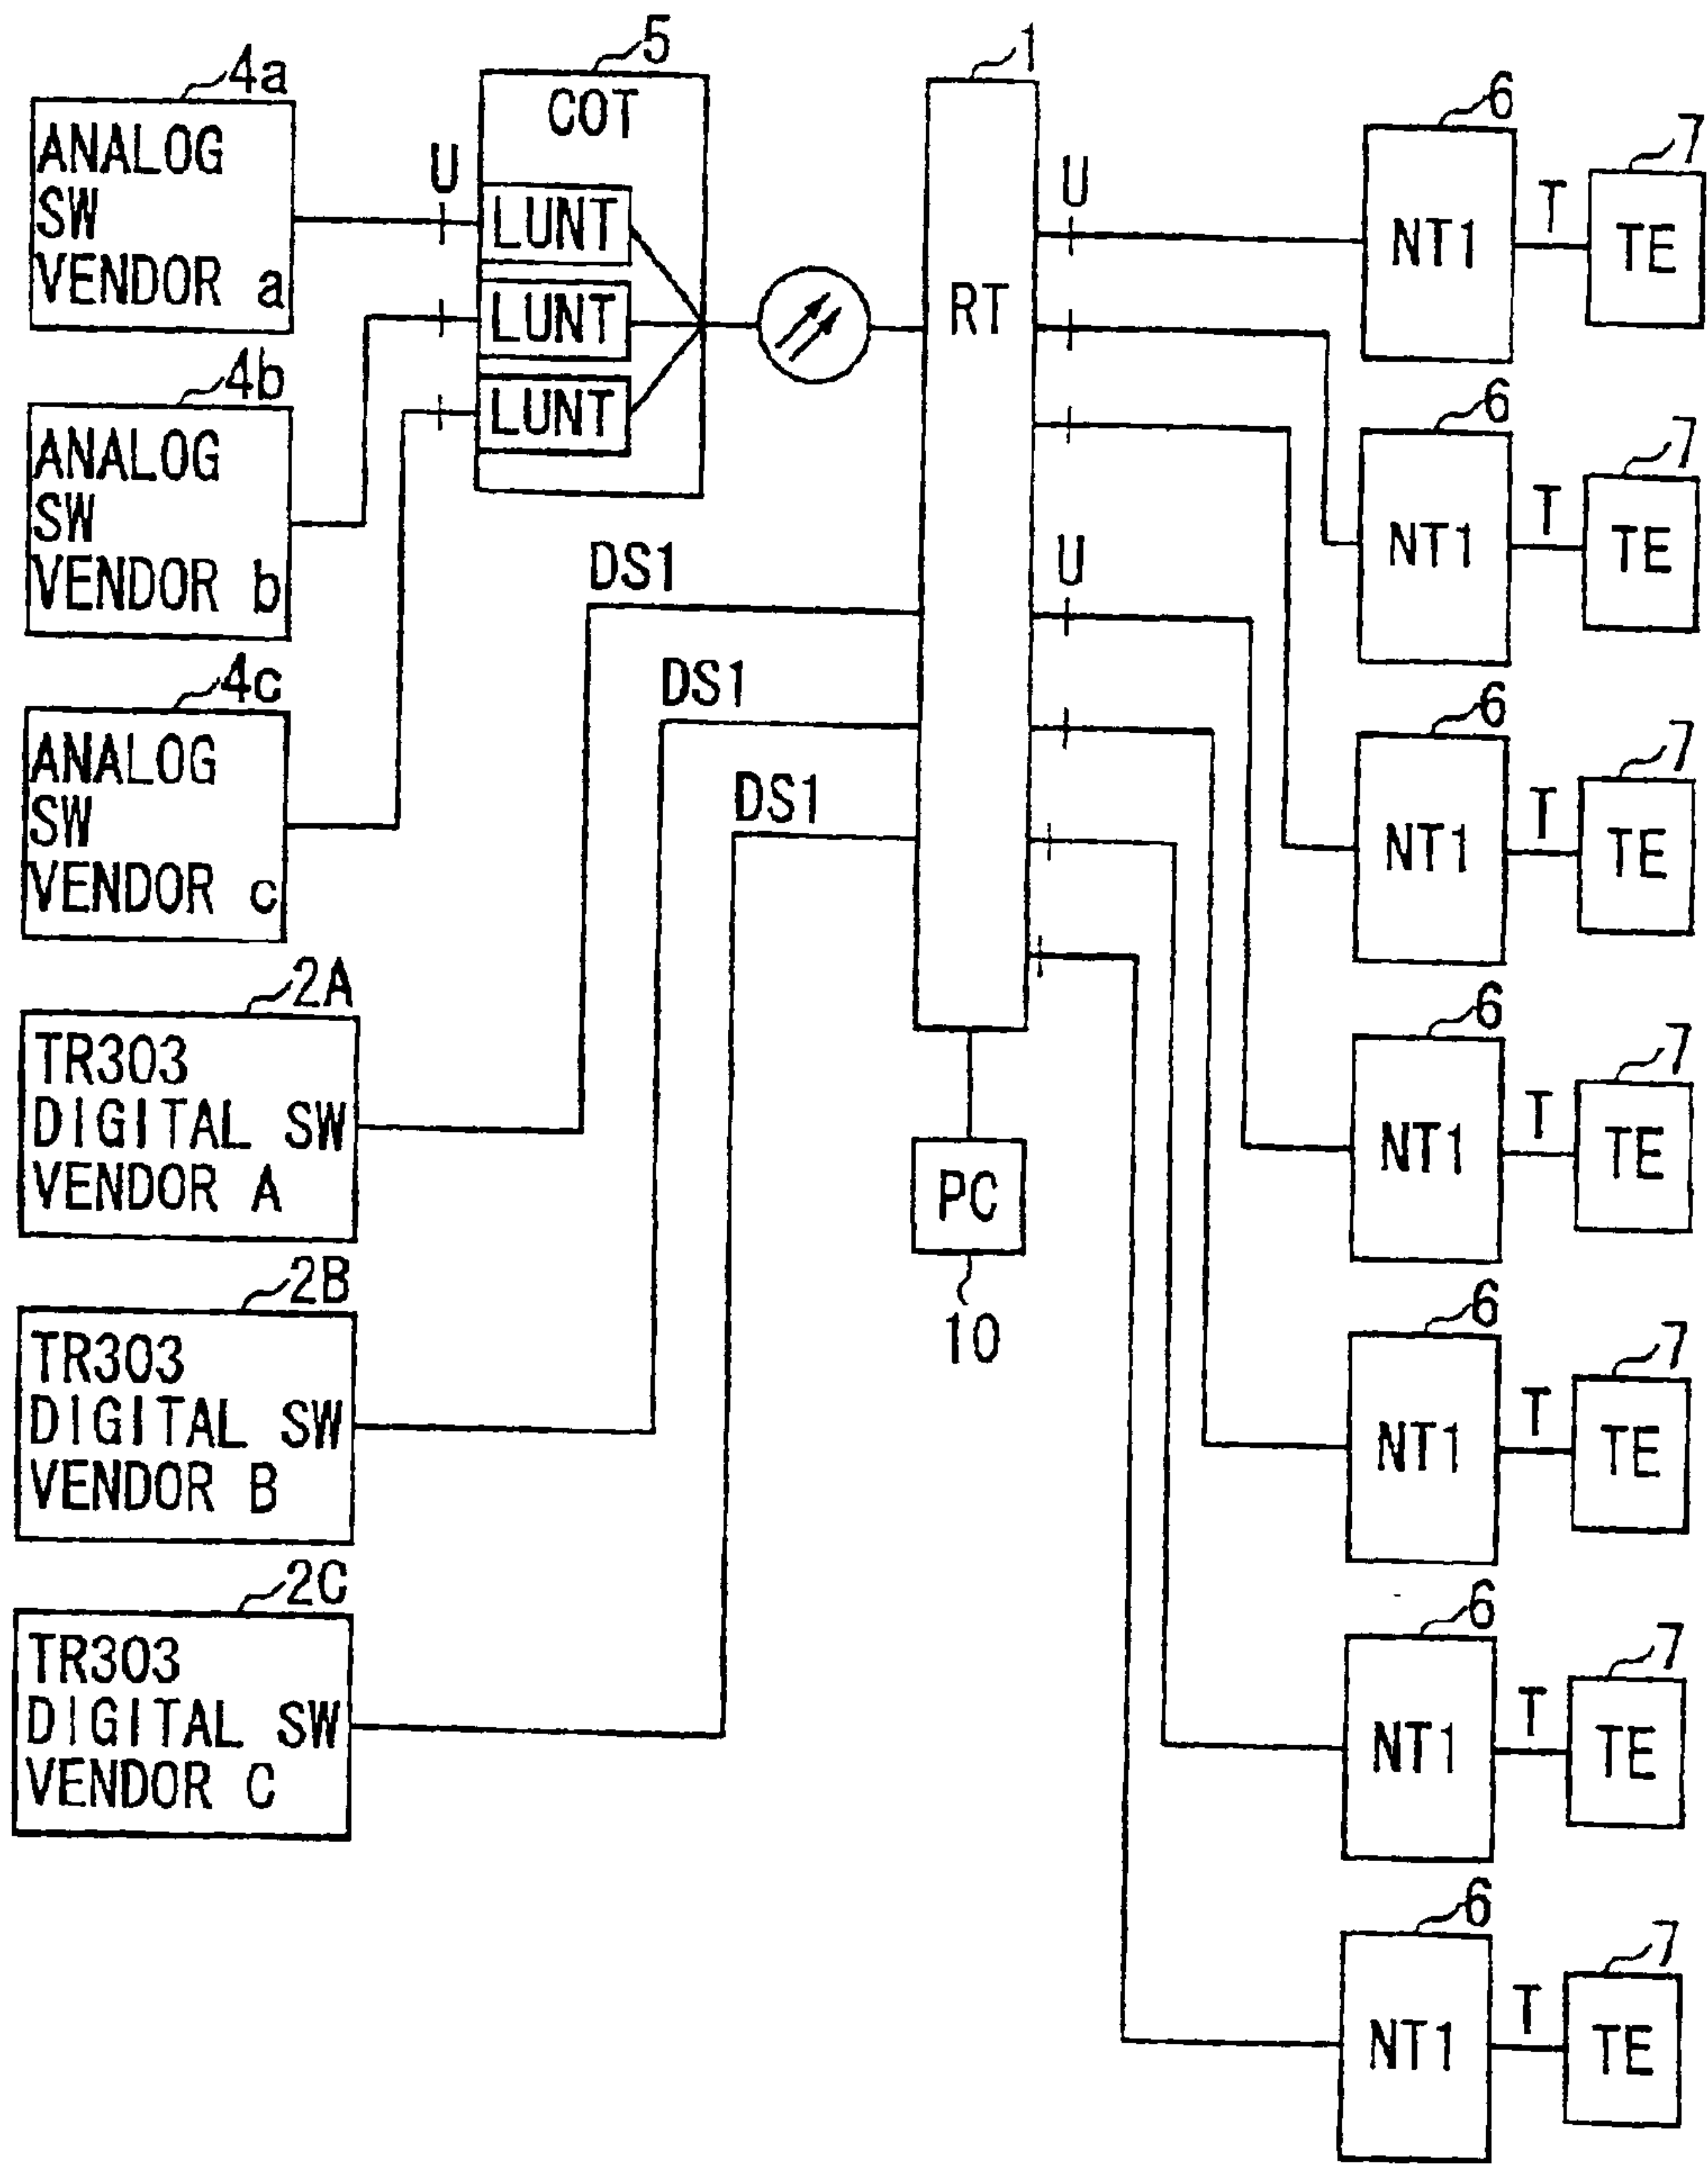 4a
ANALOG
SW
VENDOR a
4b
ANALOG
SW
VENDOR b
4c
ANALOG
SW
VENDOR c
2A
TR303
DIGITAL SW
VENDOR A
2B
TR303
DIGITAL SW
VENDOR B
2C
TR303
DIGITAL SW
VENDOR C
U
5
COT
LUNT
LUNT
LUNT
DS1
DS1
DS1
1
RT
PC
10
U
U
6
NT1
T
7
TE
6
NT1
T
7
TE
6
NT1
T
7
TE
6
NT1
T
7
TE
6
NT1
T
7
TE
6
NT1
T
7
TE
6
NT1
T
7
TE